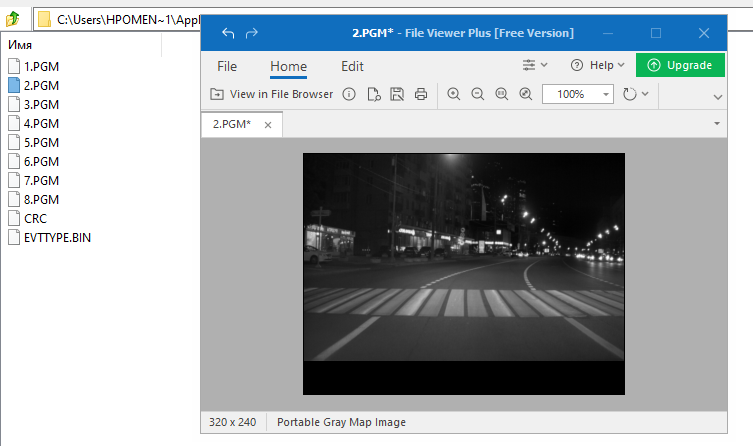 C:\Users\HPOMEN~1\Appl
Имя
1.PGM
2.PGM
3.PGM
4.PGM
5.PGM
6.PGM
7.PGM
8.PGM
CRC
EVTTYPE.BIN
2.PGM* - File Viewer Plus [Free Version]
File Home Edit Help Upgrade
View in File Browser 100%
2.PGM*
320 x 240 Portable Gray Map Image